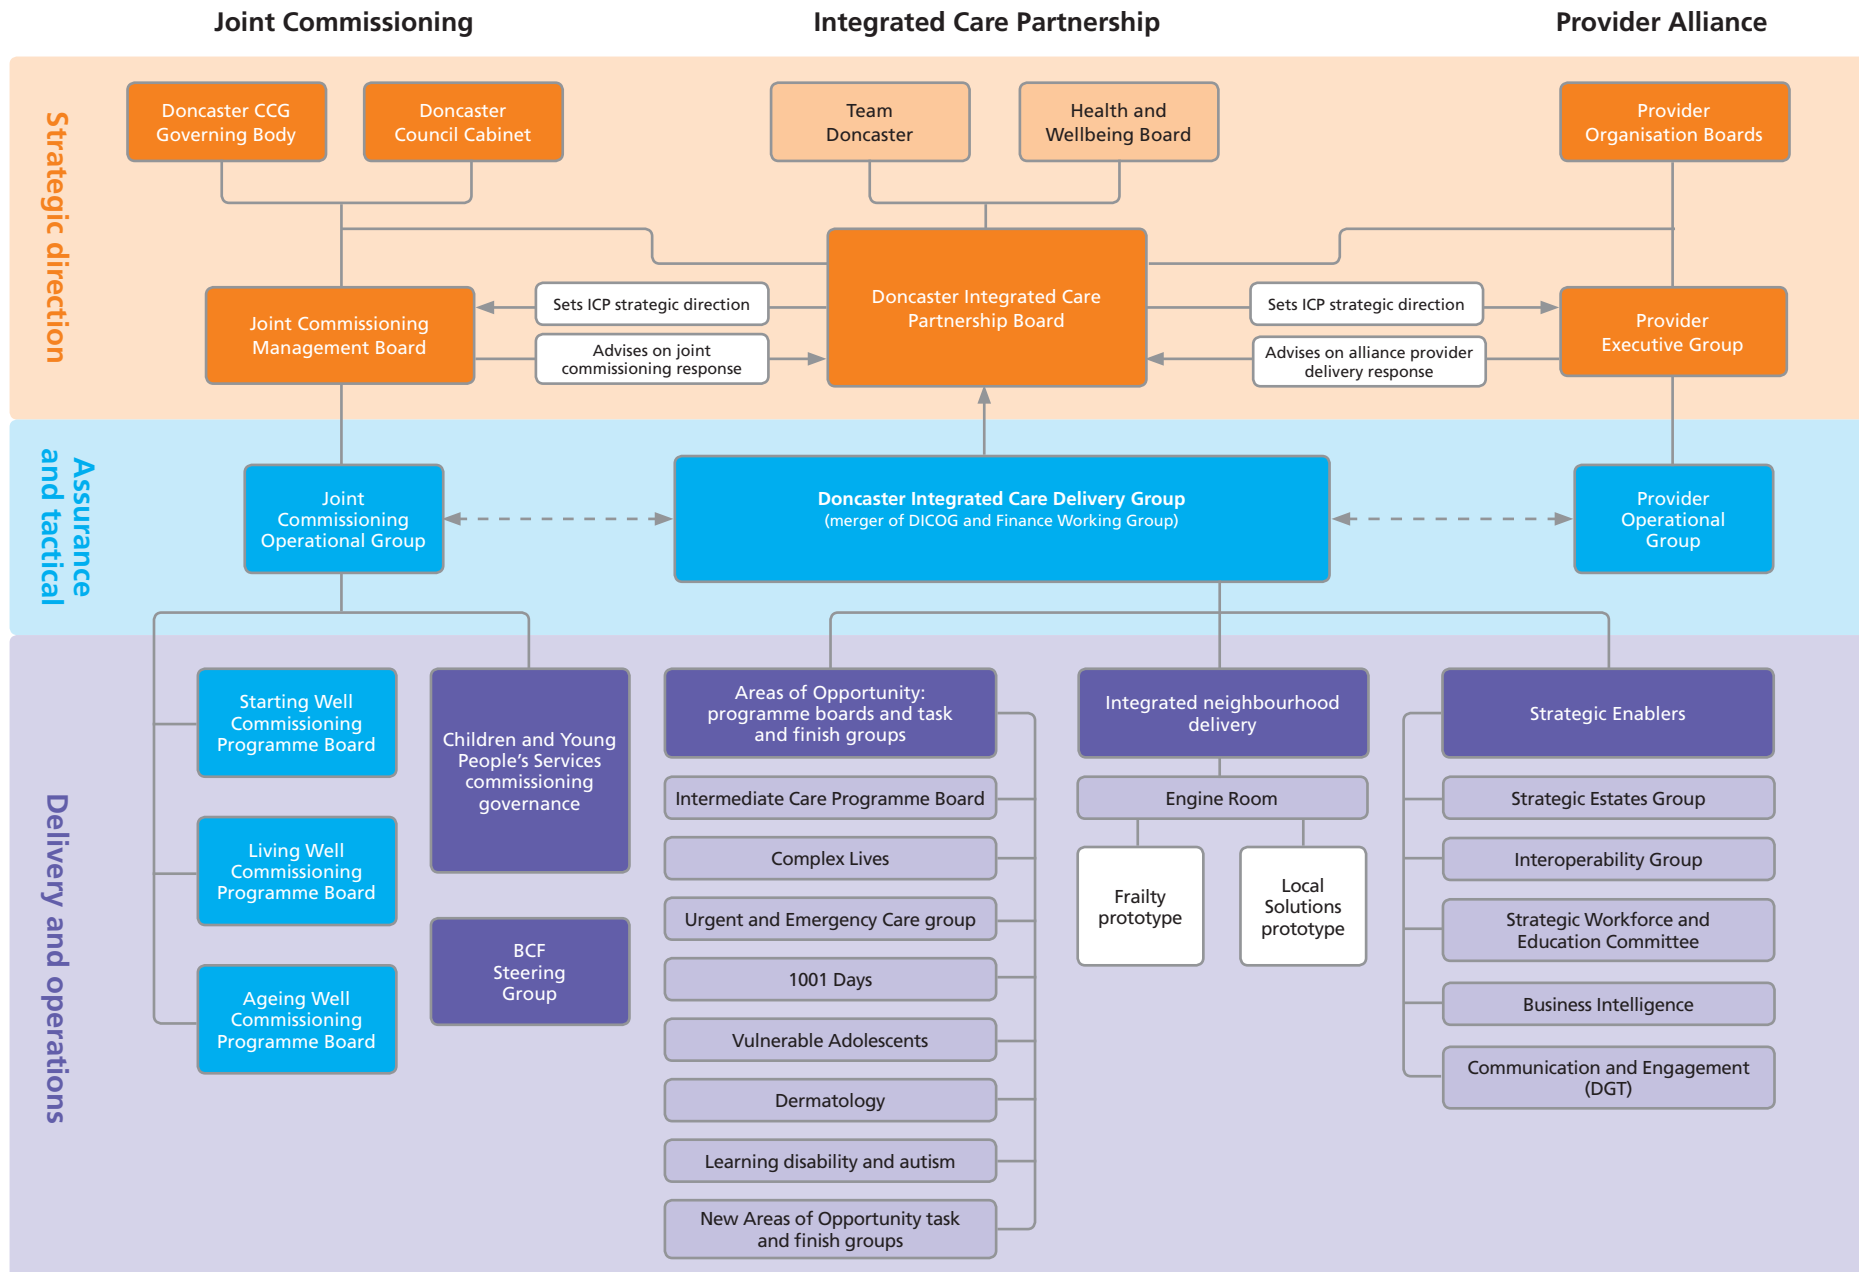 Joint Commissioning
Integrated Care Partnership
Provider Alliance
Strategic direction
Doncaster CCG
Governing Body
Doncaster
Council Cabinet
Team
Doncaster
Health and
Wellbeing Board
Provider
Organisation Boards
Joint Commissioning
Management Board
Sets ICP strategic direction
Advises on joint
commissioning response
Doncaster Integrated Care
Partnership Board
Sets ICP strategic direction
Advises on alliance provider
delivery response
Provider
Executive Group
Assurance
and tactical
Joint
Commissioning
Operational Group
Doncaster Integrated Care Delivery Group
(merger of DICOG and Finance Working Group)
Provider
Operational
Group
Delivery and operations
Starting Well
Commissioning
Programme Board
Living Well
Commissioning
Programme Board
Ageing Well
Commissioning
Programme Board
Children and Young
People's Services
commissioning
governance
BCF
Steering
Group
Areas of Opportunity:
programme boards and task
and finish groups
Intermediate Care Programme Board
Complex Lives
Urgent and Emergency Care group
1001 Days
Vulnerable Adolescents
Dermatology
Learning disability and autism
New Areas of Opportunity task
and finish groups
Integrated neighbourhood
delivery
Engine Room
Frailty
prototype
Local
Solutions
prototype
Strategic Enablers
Strategic Estates Group
Interoperability Group
Strategic Workforce and
Education Committee
Business Intelligence
Communication and Engagement
(DGT)